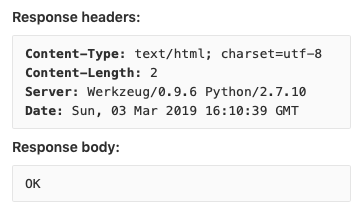 Response headers:
Content-Type: text/html; charset=utf-8
Content-Length: 2
Server: Werkzeug/0.9.6 Python/2.7.10
Date: Sun, 03 Mar 2019 16:10:39 GMT
Response body:
OK